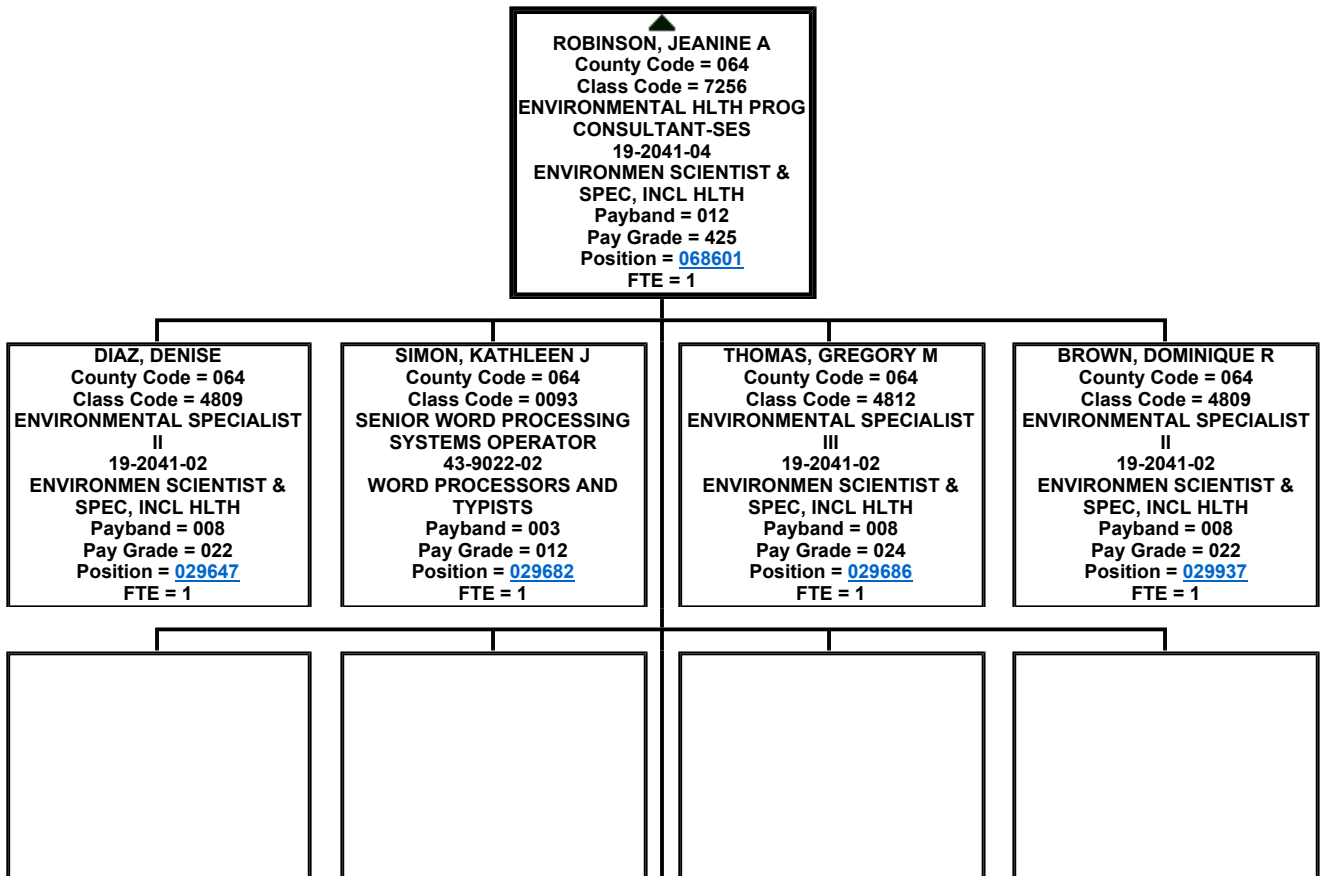 ROBINSON, JEANINE A
County Code = 064
Class Code = 7256
ENVIRONMENTAL HLTH PROG
CONSULTANT-SES
19-2041-04
ENVIRONMEN SCIENTIST &
SPEC, INCL HLTH
Payband = 012
Pay Grade = 425
Position = 068601
FTE = 1
DIAZ, DENISE
County Code = 064
Class Code = 4809
ENVIRONMENTAL SPECIALIST
II
19-2041-02
ENVIRONMEN SCIENTIST &
SPEC, INCL HLTH
Payband = 008
Pay Grade = 022
Position = 029647
FTE = 1
SIMON, KATHLEEN J
County Code = 064
Class Code = 0093
SENIOR WORD PROCESSING
SYSTEMS OPERATOR
43-9022-02
WORD PROCESSORS AND
TYPISTS
Payband = 003
Pay Grade = 012
Position = 029682
FTE = 1
THOMAS, GREGORY M
County Code = 064
Class Code = 4812
ENVIRONMENTAL SPECIALIST
III
19-2041-02
ENVIRONMEN SCIENTIST &
SPEC, INCL HLTH
Payband = 008
Pay Grade = 024
Position = 029686
FTE = 1
BROWN, DOMINIQUE R
County Code = 064
Class Code = 4809
ENVIRONMENTAL SPECIALIST
II
19-2041-02
ENVIRONMEN SCIENTIST &
SPEC, INCL HLTH
Payband = 008
Pay Grade = 022
Position = 029937
FTE = 1